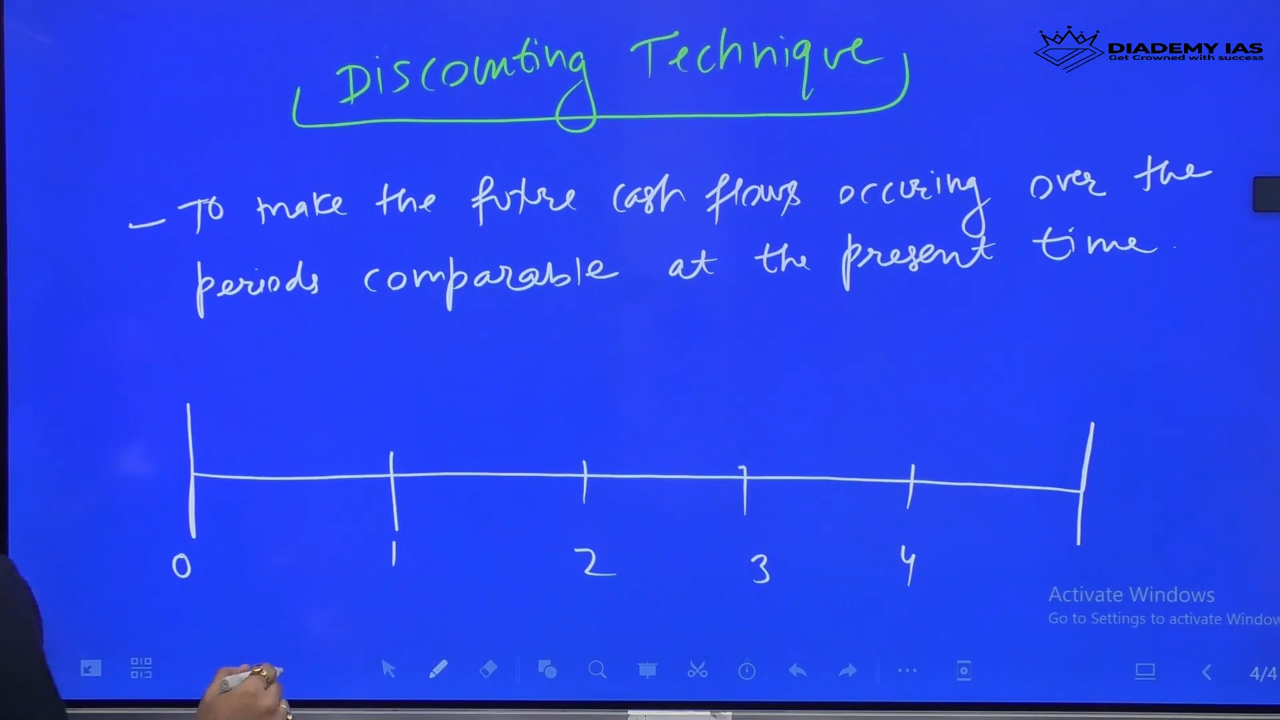 DIADEMY IAS
Get Crowned with success
Discounting Technique
- To make the future cash flows occuring over the
periods comparable at the present time.
0 1 2 3 4
Activate Windows
Go to Settings to activate Window
4/4